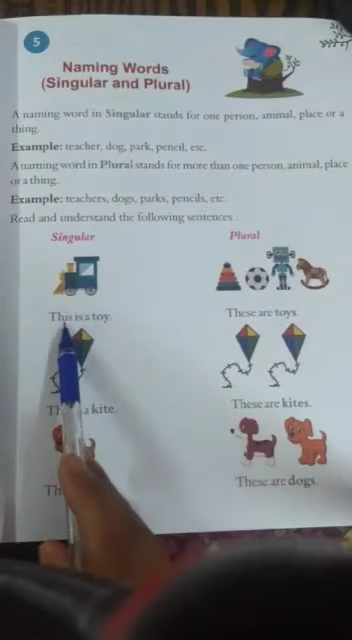 5
Naming Words
(Singular and Plural)
A naming word in Singular stands for one person, animal, place or a
thing.
Example: teacher, dog, park, pencil, etc.
A naming word in Plural stands for more than one person, animal, place
or a thing.
Example: teachers, dogs, parks, pencils, etc.
Read and understand the following sentences :
Singular Plural
This is a toy. These are toys.
a kite. These are kites.
These are dogs.